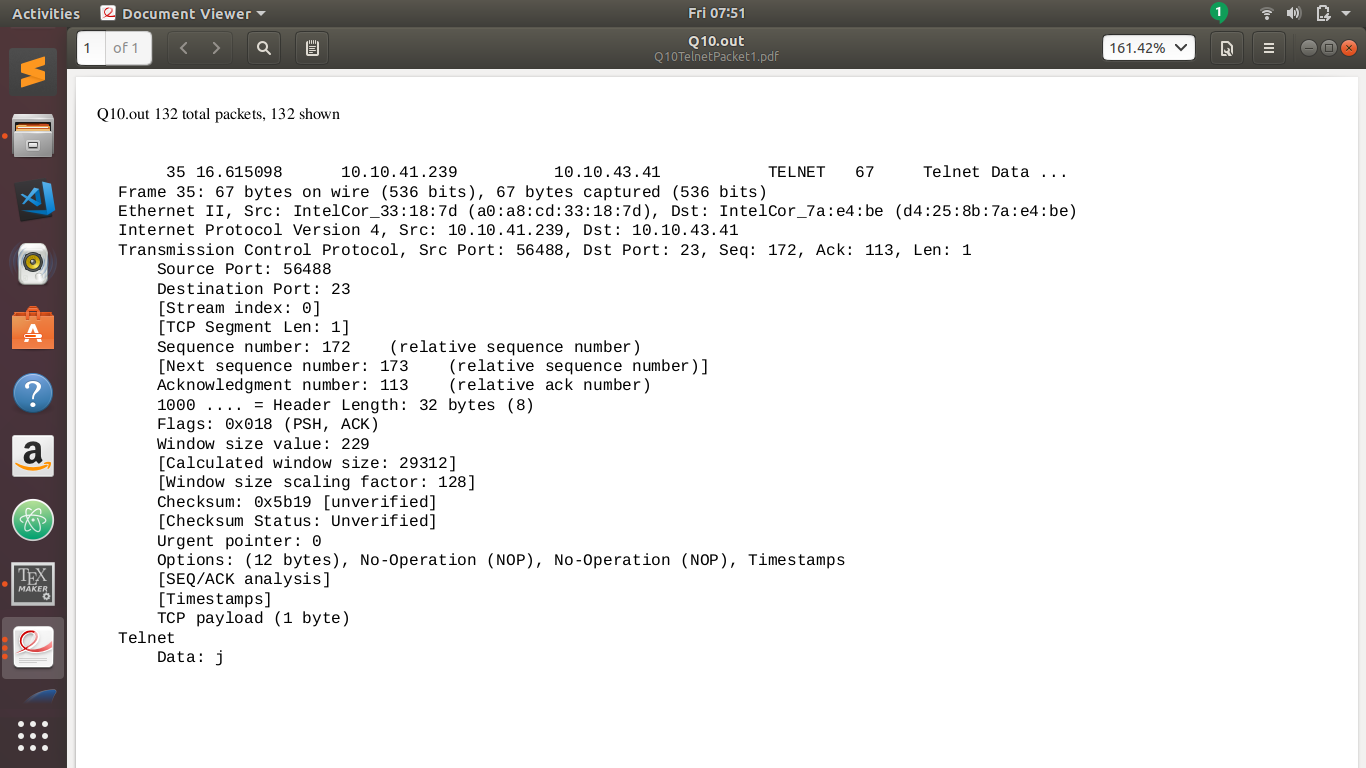 Activities Document Viewer Fri 07:51 1
1 of 1 Q10.out 161.42%
Q10TelnetPacket1.pdf
Q10.out 132 total packets, 132 shown
35 16.615098 10.10.41.239 10.10.43.41 TELNET 67 Telnet Data ...
Frame 35: 67 bytes on wire (536 bits), 67 bytes captured (536 bits)
Ethernet II, Src: IntelCor_33:18:7d (a0:a8:cd:33:18:7d), Dst: IntelCor_7a:e4:be (d4:25:8b:7a:e4:be)
Internet Protocol Version 4, Src: 10.10.41.239, Dst: 10.10.43.41
Transmission Control Protocol, Src Port: 56488, Dst Port: 23, Seq: 172, Ack: 113, Len: 1
Source Port: 56488
Destination Port: 23
[Stream index: 0]
[TCP Segment Len: 1]
Sequence number: 172 (relative sequence number)
[Next sequence number: 173 (relative sequence number)]
Acknowledgment number: 113 (relative ack number)
1000 .... = Header Length: 32 bytes (8)
Flags: 0x018 (PSH, ACK)
Window size value: 229
[Calculated window size: 29312]
[Window size scaling factor: 128]
Checksum: 0x5b19 [unverified]
[Checksum Status: Unverified]
Urgent pointer: 0
Options: (12 bytes), No-Operation (NOP), No-Operation (NOP), Timestamps
[SEQ/ACK analysis]
[Timestamps]
TCP payload (1 byte)
Telnet
Data: j
A
?
a
TEX
MAKER